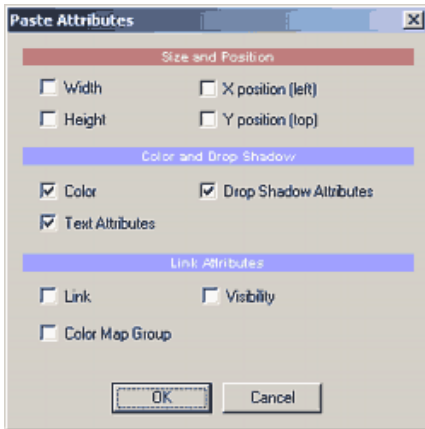 Paste Attributes
Size and Position
Width X position (left)
Height Y position (top)
Color and Drop Shadow
Color Drop Shadow Attributes
Text Attributes
Link Attributes
Link Visibility
Color Map Group
OK Cancel